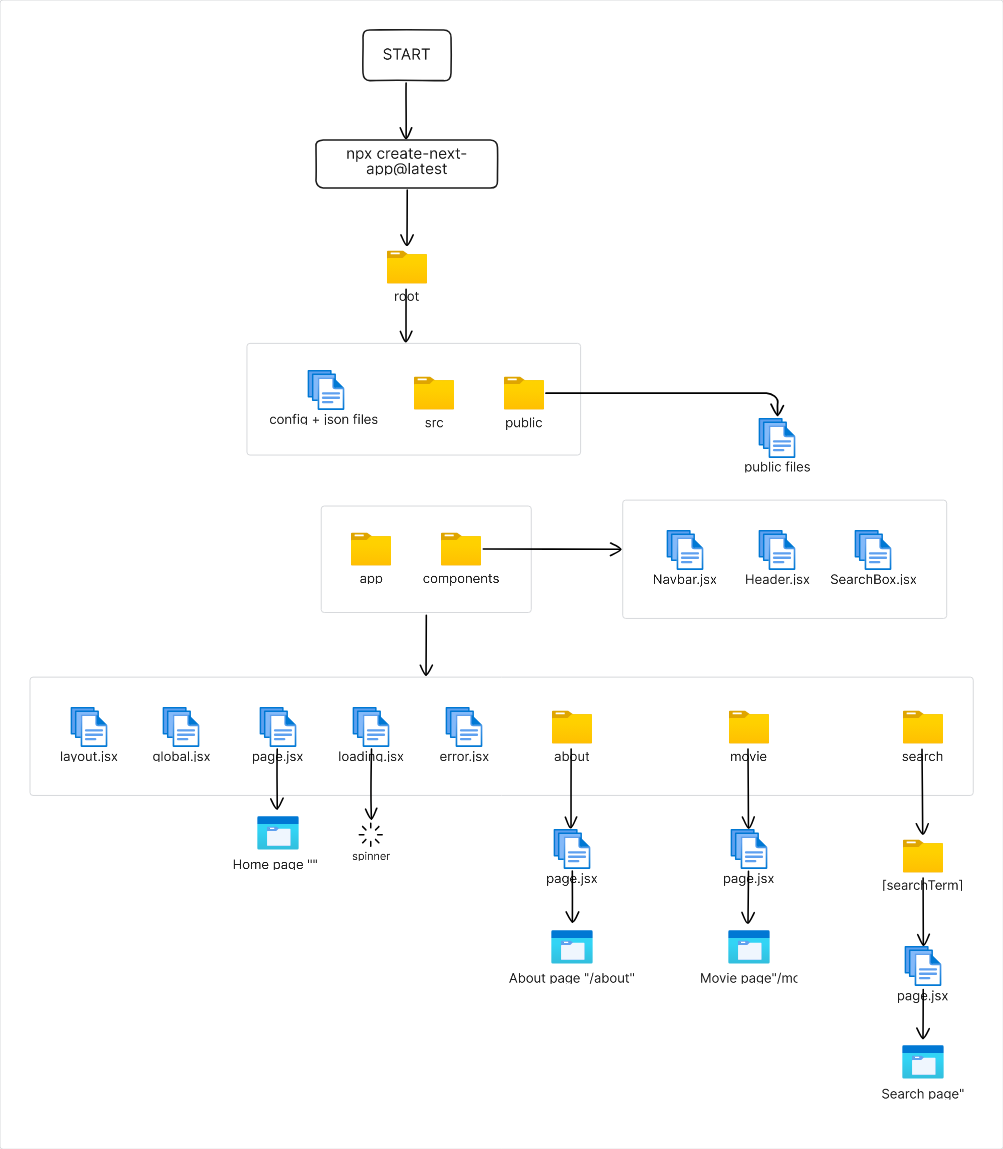 START
npx create-next-
app@latest
root
config + json files
src
public
public files
app
components
Navbar.jsx
Header.jsx
SearchBox.jsx
layout.jsx
global.jsx
page.jsx
loading.jsx
error.jsx
about
movie
search
Home page ""
spinner
page.jsx
page.jsx
[searchTerm]
About page "/about"
Movie page"/mo
page.jsx
Search page"